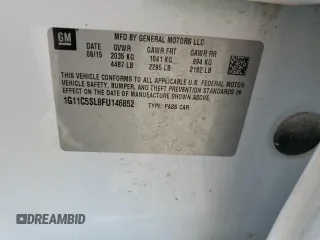 GM
MFD BY GENERAL MOTORS LLC
DATE GVWR GAWR FRT GAWR RR
06/15 2035 KG 1041 KG 994 KG
4487 LB 2295 LB 2192 LB
THIS VEHICLE CONFORMS TO ALL APPLICABLE U.S. FEDERAL MOTOR
VEHICLE SAFETY, BUMPER, AND THEFT PREVENTION STANDARDS IN
EFFECT ON THE DATE OF MANUFACTURE SHOWN ABOVE.
1G11C5SL8FU146852 TYPE: PASS CAR
DREAMBID